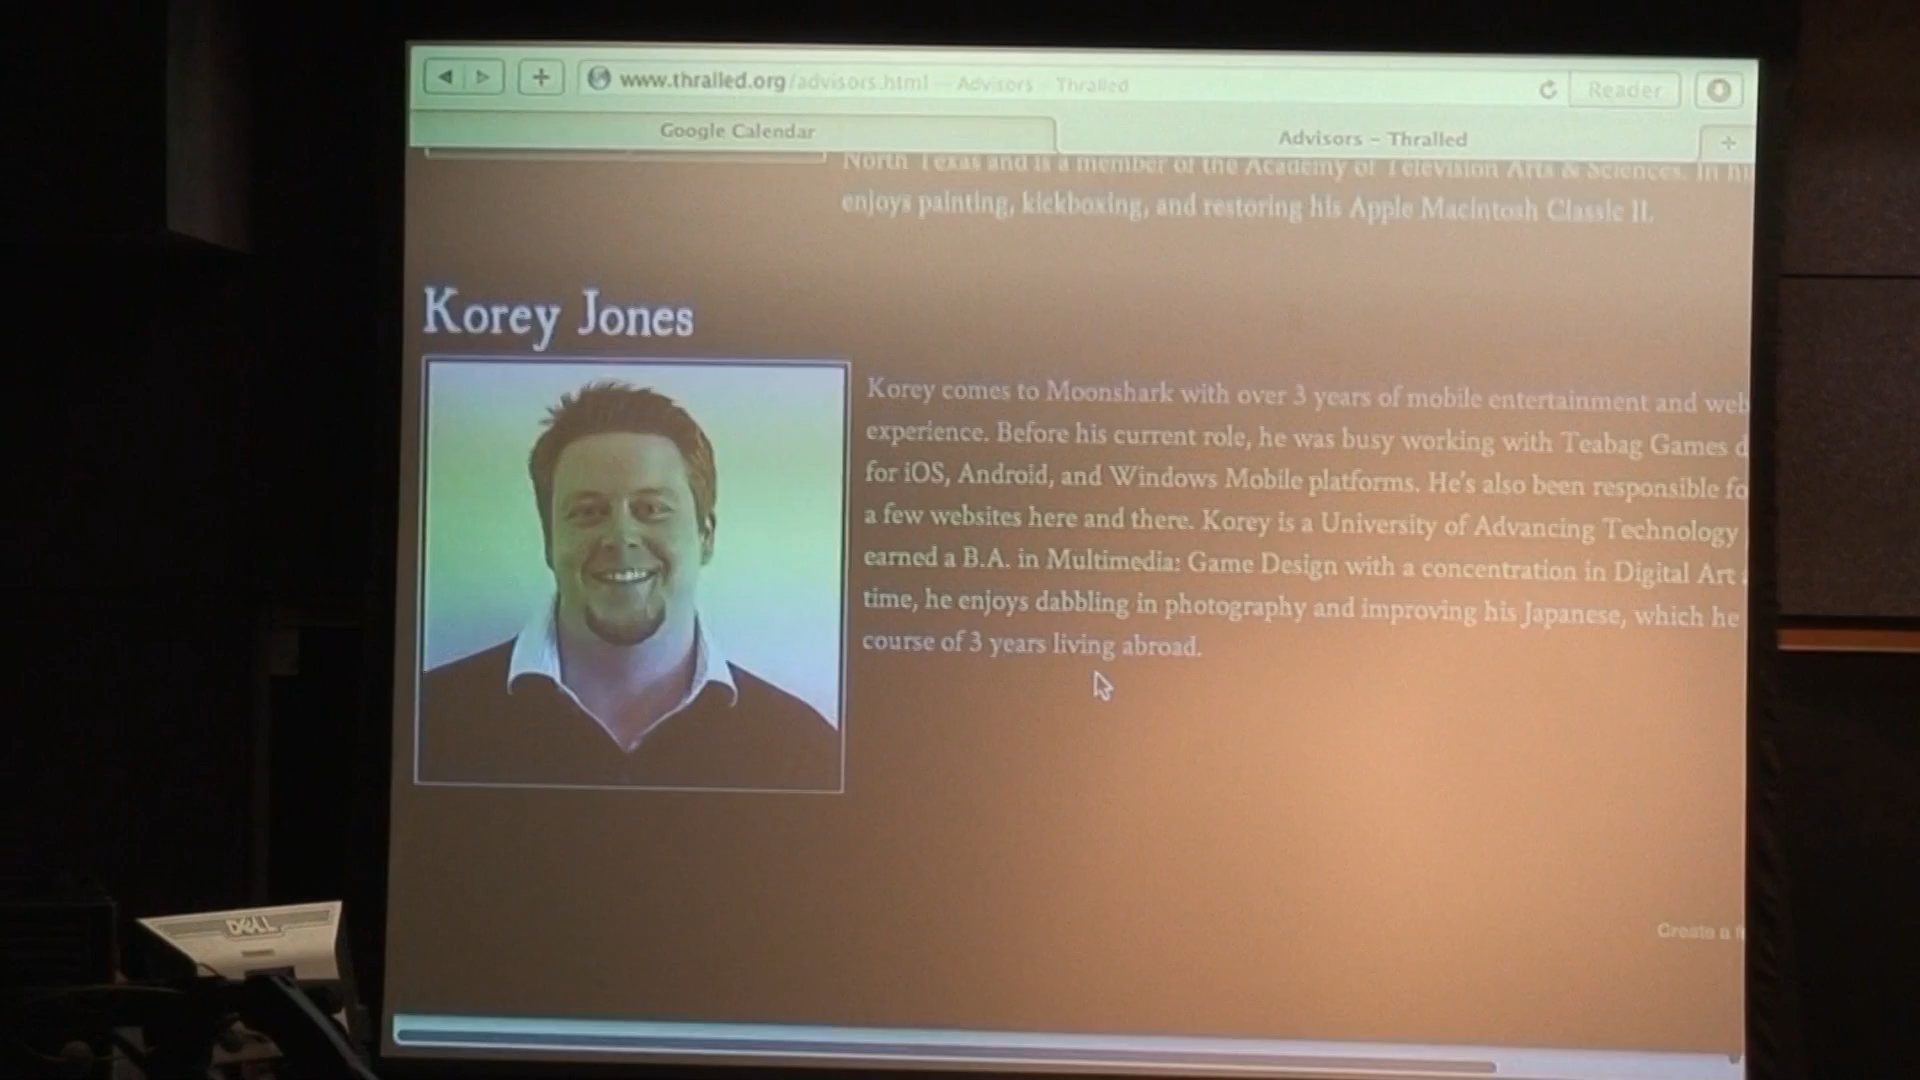 www.thralled.org/advisors.html — Advisors – Thralled
Reader
Google Calendar
Advisors – Thralled
North Texas and is a member of the Academy of Television Arts & Sciences. In
enjoys painting, kickboxing, and restoring his Apple Macintosh Classic II.
Korey Jones
Korey comes to Moonshark with over 3 years of mobile entertainment and web
experience. Before his current role, he was busy working with Teabag Games d
for iOS, Android, and Windows Mobile platforms. He's also been responsible fo
a few websites here and there. Korey is a University of Advancing Technology
earned a B.A. in Multimedia: Game Design with a concentration in Digital Art
time, he enjoys dabbling in photography and improving his Japanese, which he
course of 3 years living abroad.
Create a
DELL